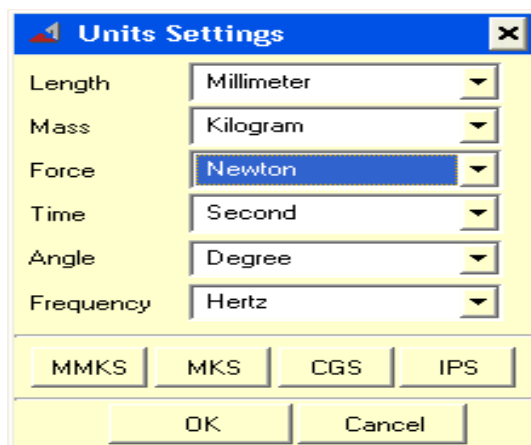 Units Settings
Length Millimeter
Mass Kilogram
Force Newton
Time Second
Angle Degree
Frequency Hertz
MMKS MKS CGS IPS
OK Cancel